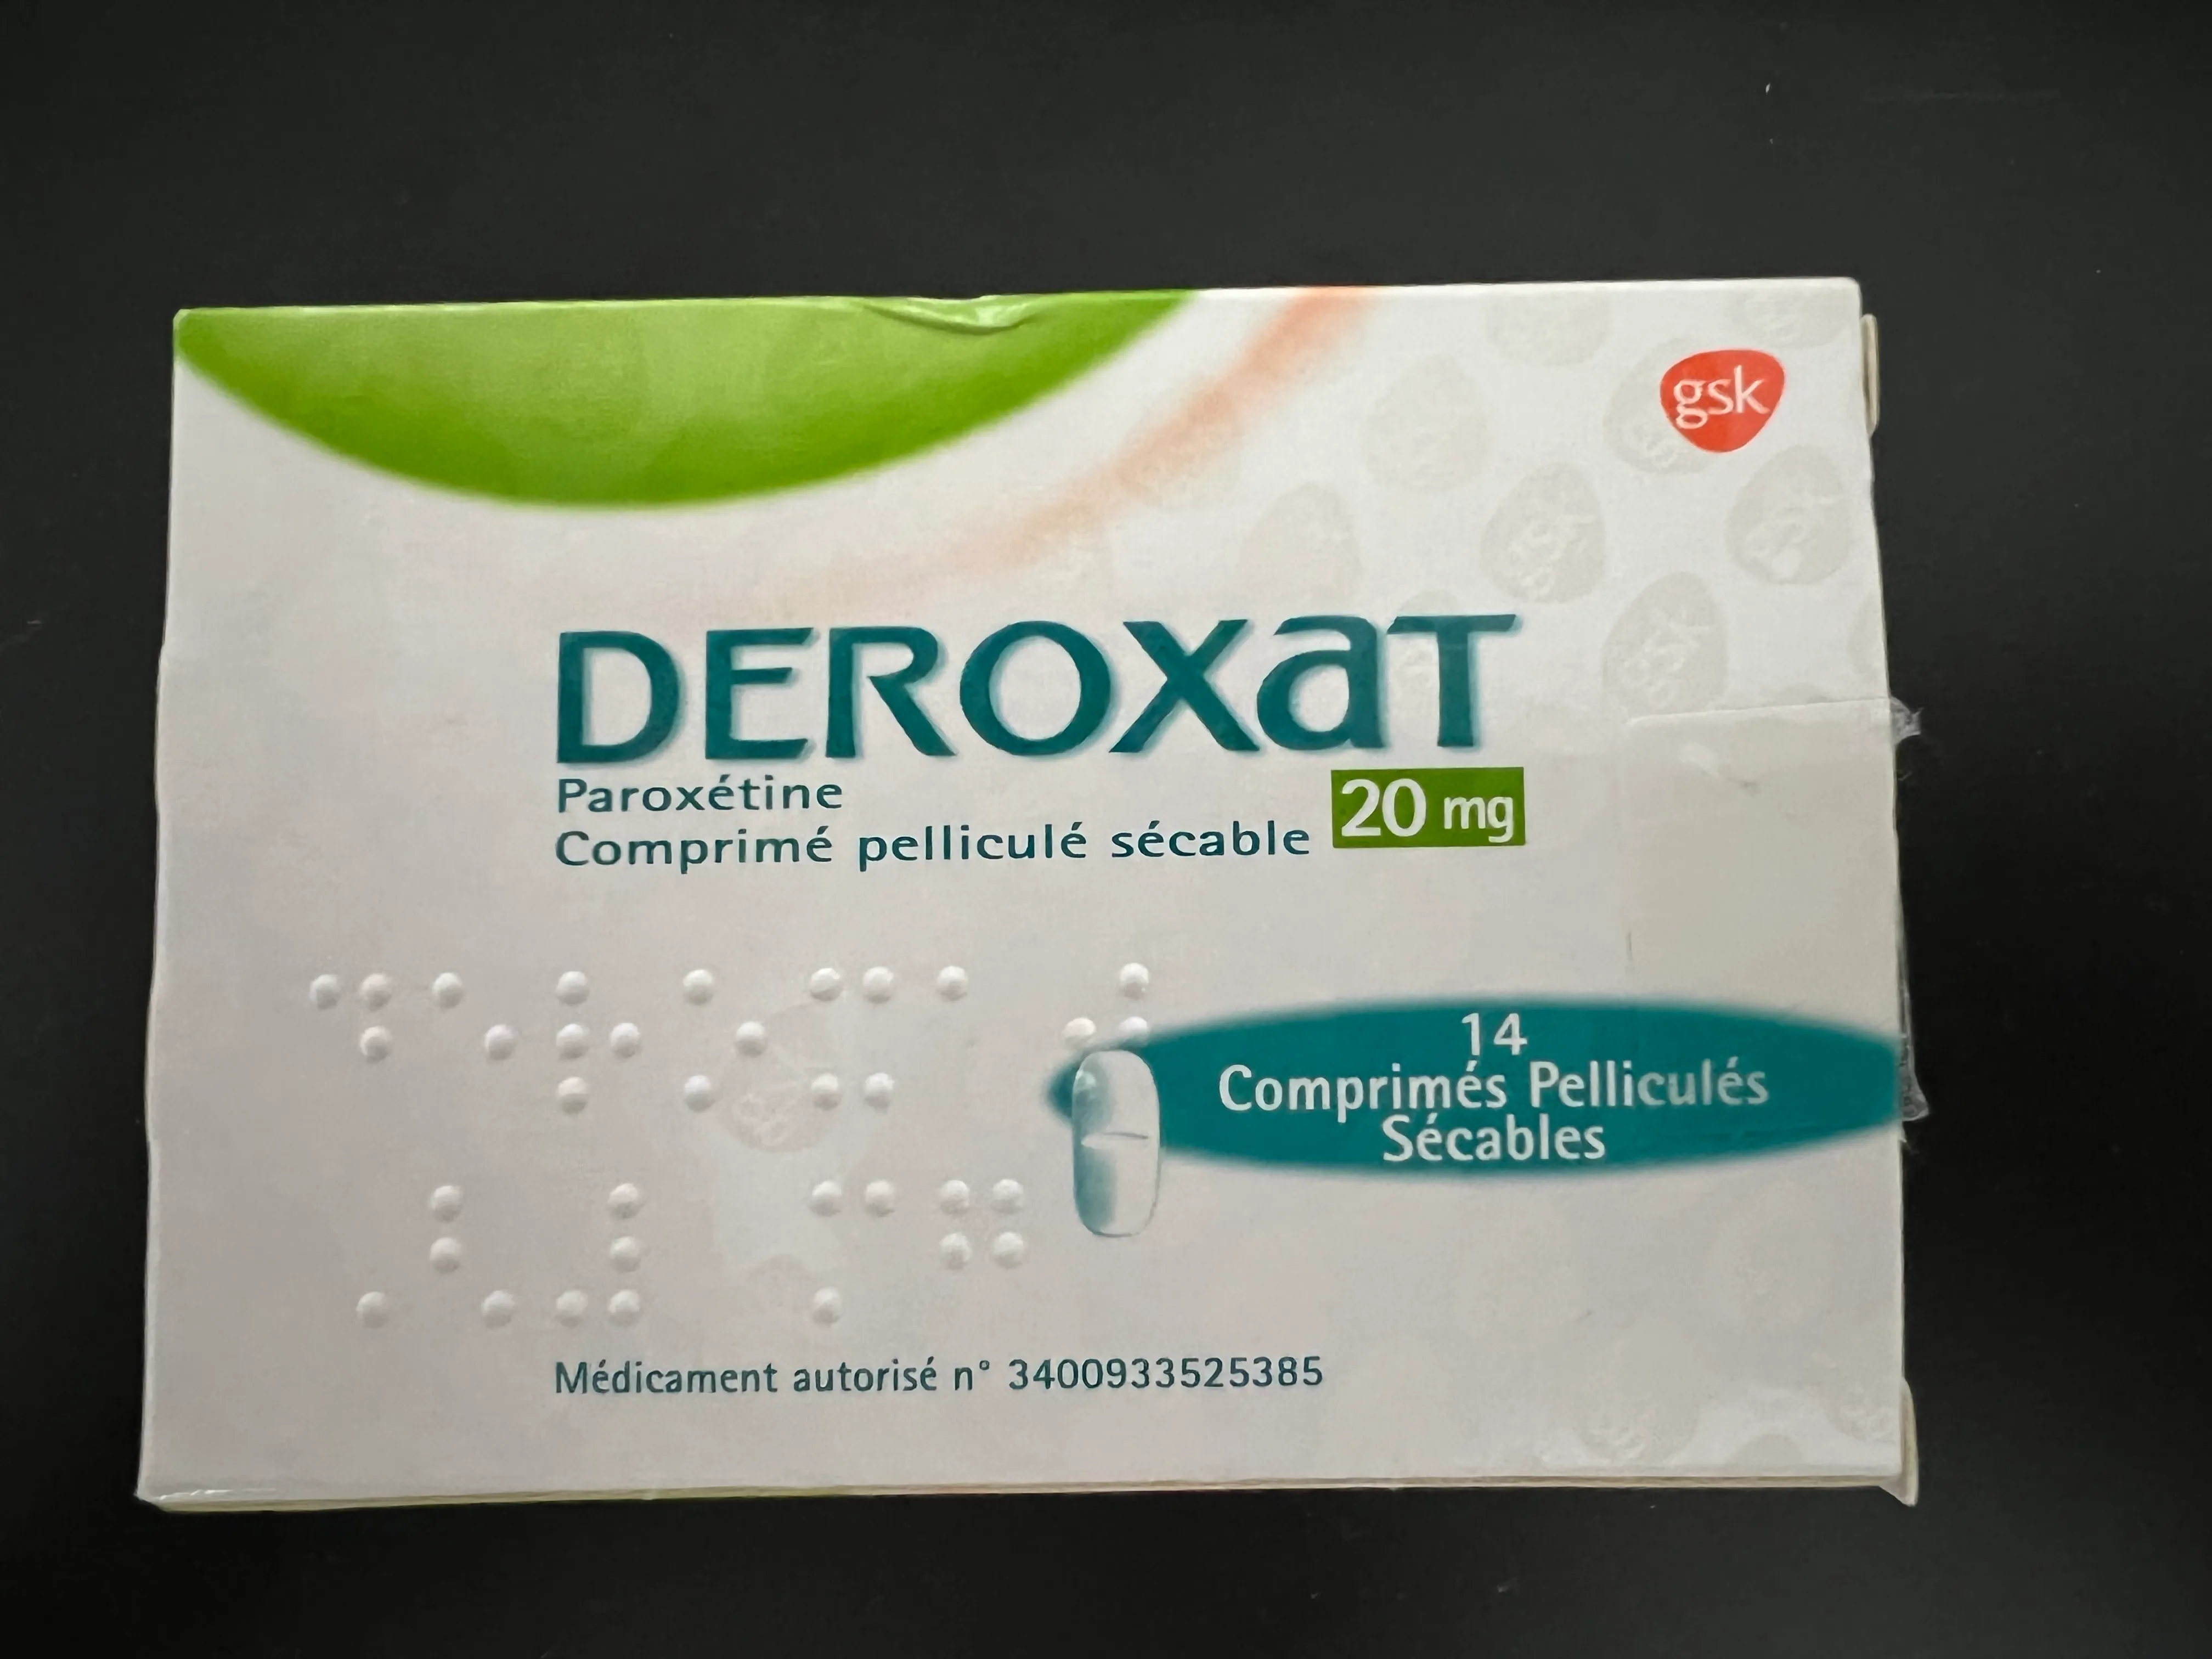 gsk
DEROXaT
Paroxétine
Comprimé pelliculé sécable 20 mg
⠙⠑⠗⠕⠭⠁⠞
⠠⠣⠼⠀⠍⠛
14
Comprimés Pelliculés
Sécables
Médicament autorisé n° 3400933525385